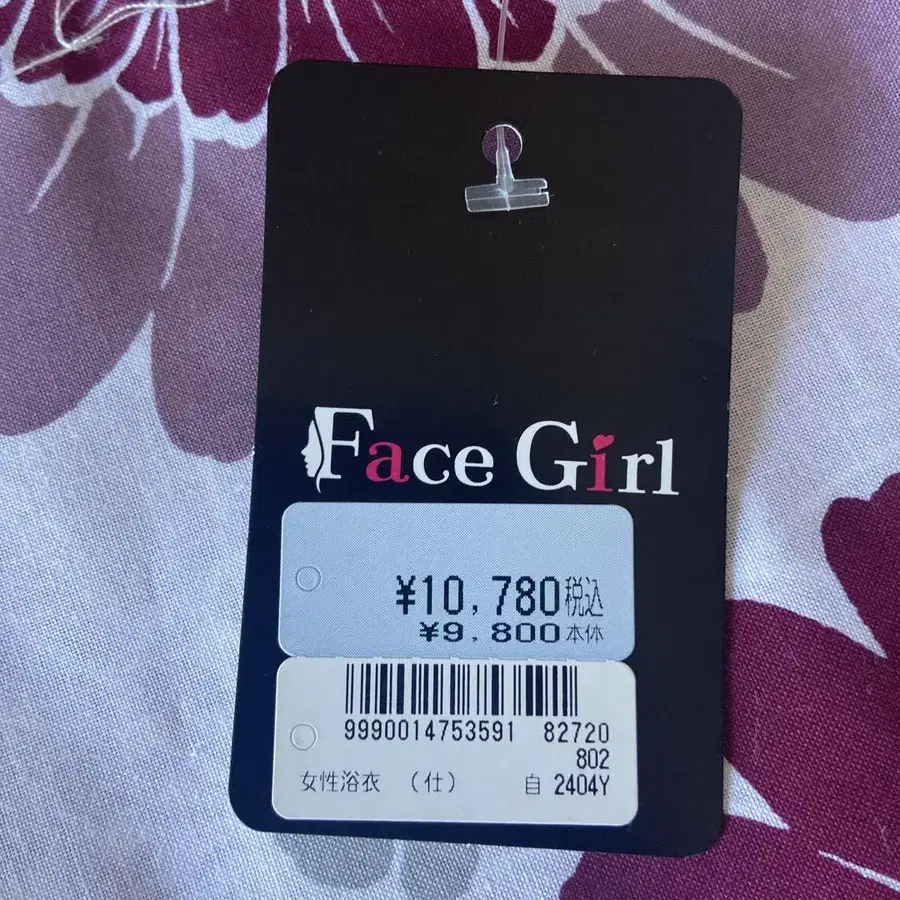 Face Girl
¥10,780税込
¥9,800本体
9990014753591 82720
802
女性浴衣 （仕） 自 2404Y